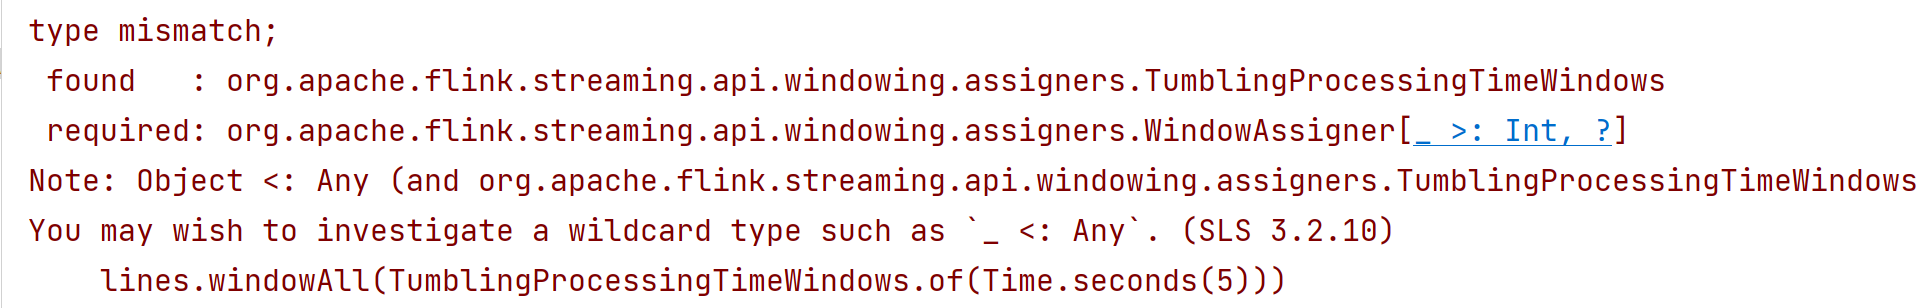 type mismatch;
 found   : org.apache.flink.streaming.api.windowing.assigners.TumblingProcessingTimeWindows
 required: org.apache.flink.streaming.api.windowing.assigners.WindowAssigner[_ >: Int, ?]
Note: Object <: Any (and org.apache.flink.streaming.api.windowing.assigners.TumblingProcessingTimeWindows
You may wish to investigate a wildcard type such as `_ <: Any`. (SLS 3.2.10)
    lines.windowAll(TumblingProcessingTimeWindows.of(Time.seconds(5)))